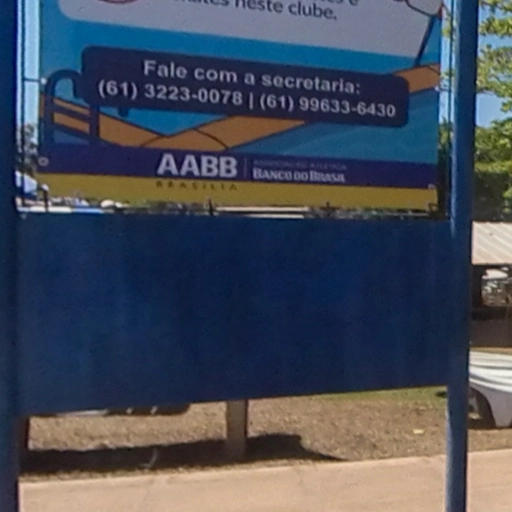 neste clube.
Fale com a secretaria:
(61) 3223-0078 | (61) 99633-6430
AABB
BRASÍLIA
BANCO DO BRASIL